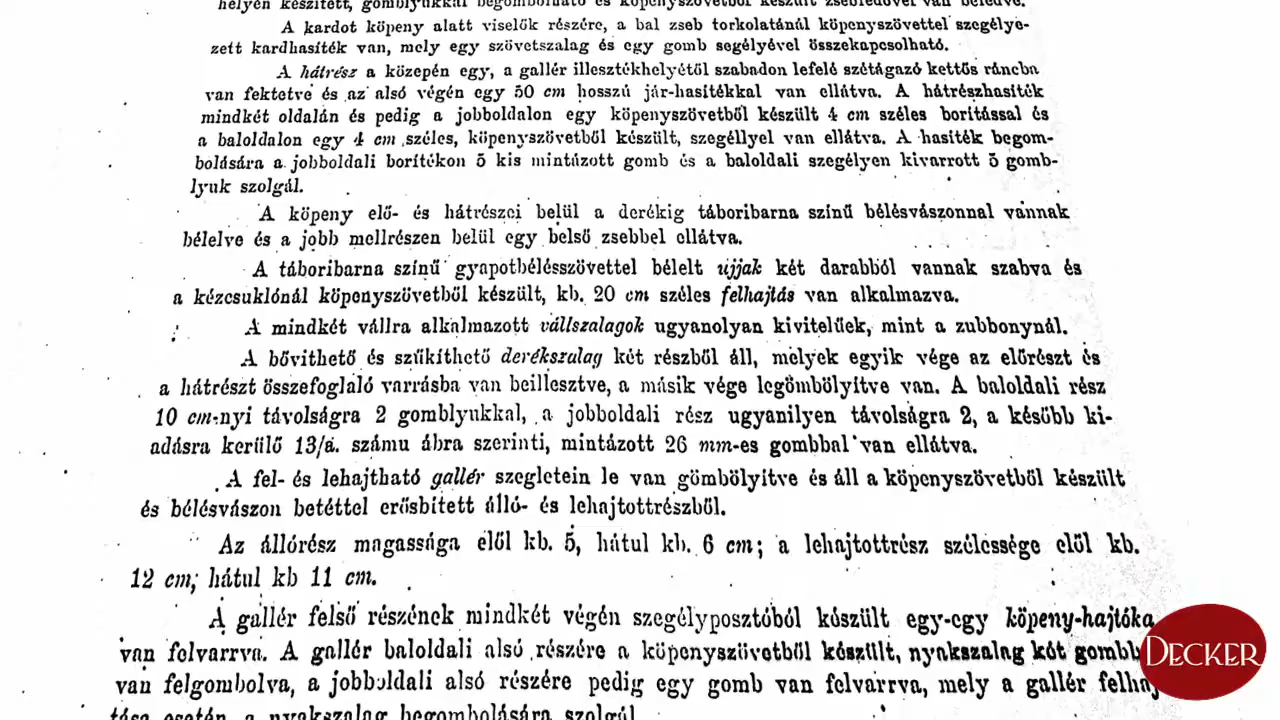 helyén készített, gomblyukkal begombolható és köpenyszövetből készült zsebfedővel van befedve.
A kardot köpeny alatt viselők részére, a bal zseb torkolatánál köpenyszövettel szegélye-
zett kardhasíték van, mely egy szövetszalag és egy gomb segélyével összekapcsolható.
A hátrész a közepén egy, a gallér illesztékhelyétől szabadon lefelé szétágazó kettős ráncba
van fektetve és az alsó végén egy 50 cm hosszú jár-hasítékkal van ellátva. A hátrészhasíték
mindkét oldalán és pedig a jobboldalon egy köpenyszövetből készült 4 cm széles borítással és
a baloldalon egy 4 cm széles, köpenyszövetből készült, szegéllyel van ellátva. A hasíték begom-
bolására a jobboldali borítékon 5 kis mintázott gomb és a baloldali szegélyen kivarrott 5 gomb-
lyuk szolgál.
A köpeny elő- és hátrészei belül a derékig táboribarna színű bélésvászonnal vannak
bélelve és a jobb mellrészen belül egy belső zsebbel ellátva.
A táboribarna színű gyapotbélésszövettel bélelt ujjak két darabból vannak szabva és
a kézcsuklónál köpenyszövetből készült, kb. 20 cm széles felhajtás van alkalmazva.
A mindkét vállra alkalmazott vállszalagok ugyanolyan kivitelűek, mint a zubbonynál.
A bővithető és szűkíthető derékszalag két részből áll, melyek egyik vége az előrészt és
a hátrészt összefoglaló varrásba van beillesztve, a másik vége legömbölyítve van. A baloldali rész
10 cm-nyi távolságra 2 gomblyukkal, a jobboldali rész ugyanilyen távolságra 2, a később ki-
adásra kerülő 13/a. számu ábra szerinti, mintázott 26 mm-es gombbal van ellátva.
A fel- és lehajtható gallér szegletein le van gömbölyítve és áll a köpenyszövetből készült
és bélésvászon betéttel erősbített álló- és lehajtottrészből.
Az állórész magassága elől kb. 5, hátul kb. 6 cm; a lehajtottrész szélessége elől kb.
12 cm; hátul kb 11 cm.
A gallér felső részének mindkét végén szegélyposztóból készült egy-egy köpeny-hajtóka
van felvarrva. A gallér baloldali alsó részére a köpenyszövetből készült, nyakszalag két gombb
van felgombolva, a jobboldali alsó részére pedig egy gomb van felvarrva, mely a gallér felhaj
tása esetén a nyakszalag begombolására szolgál.
DECKER